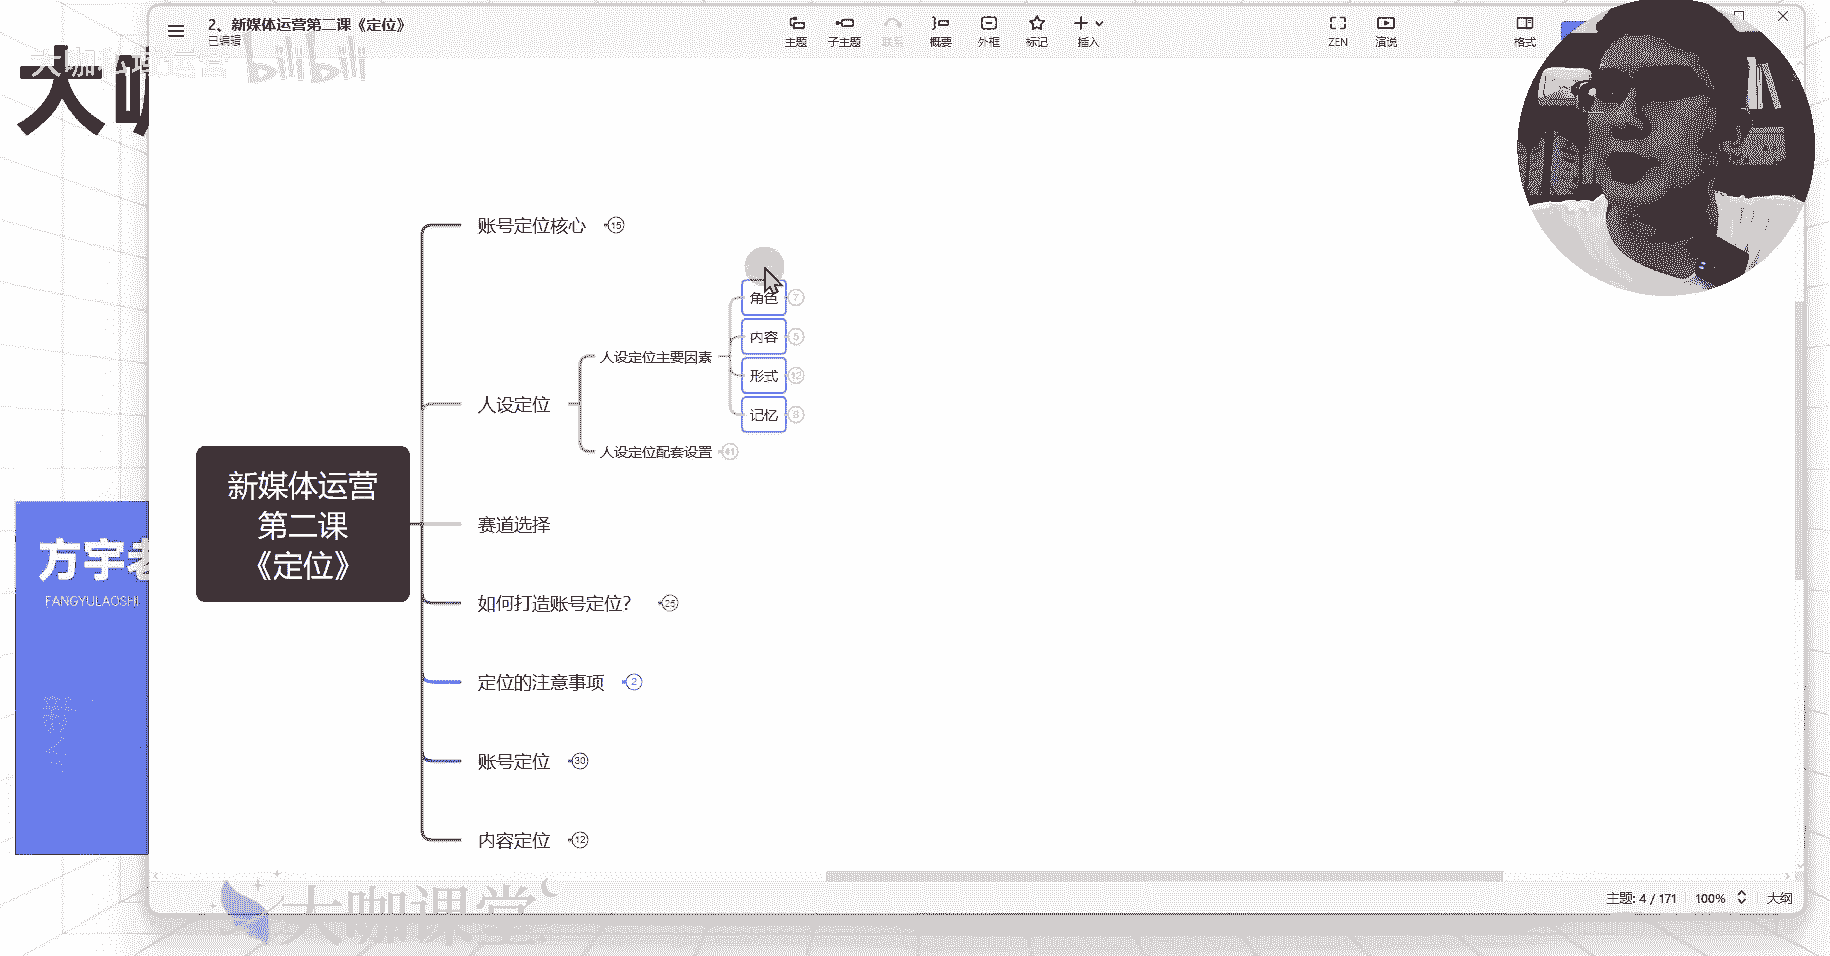 2、新媒体运营第二课《定位》
已编辑
主题
子主题
联系
概要
外框
标记
插入
ZEN
演说
格式
大咖私域运营
bilibili
大咖
账号定位核心 15
角色 7
内容 5
形式 12
记忆 8
人设定位主要因素
人设定位
人设定位配套设置 41
新媒体运营
第二课
《定位》
赛道选择
如何打造账号定位？ 25
定位的注意事项 2
账号定位 30
内容定位 12
方宇老
FANGYULAOSHI
大咖课堂
主题: 4 / 171
100%
大纲